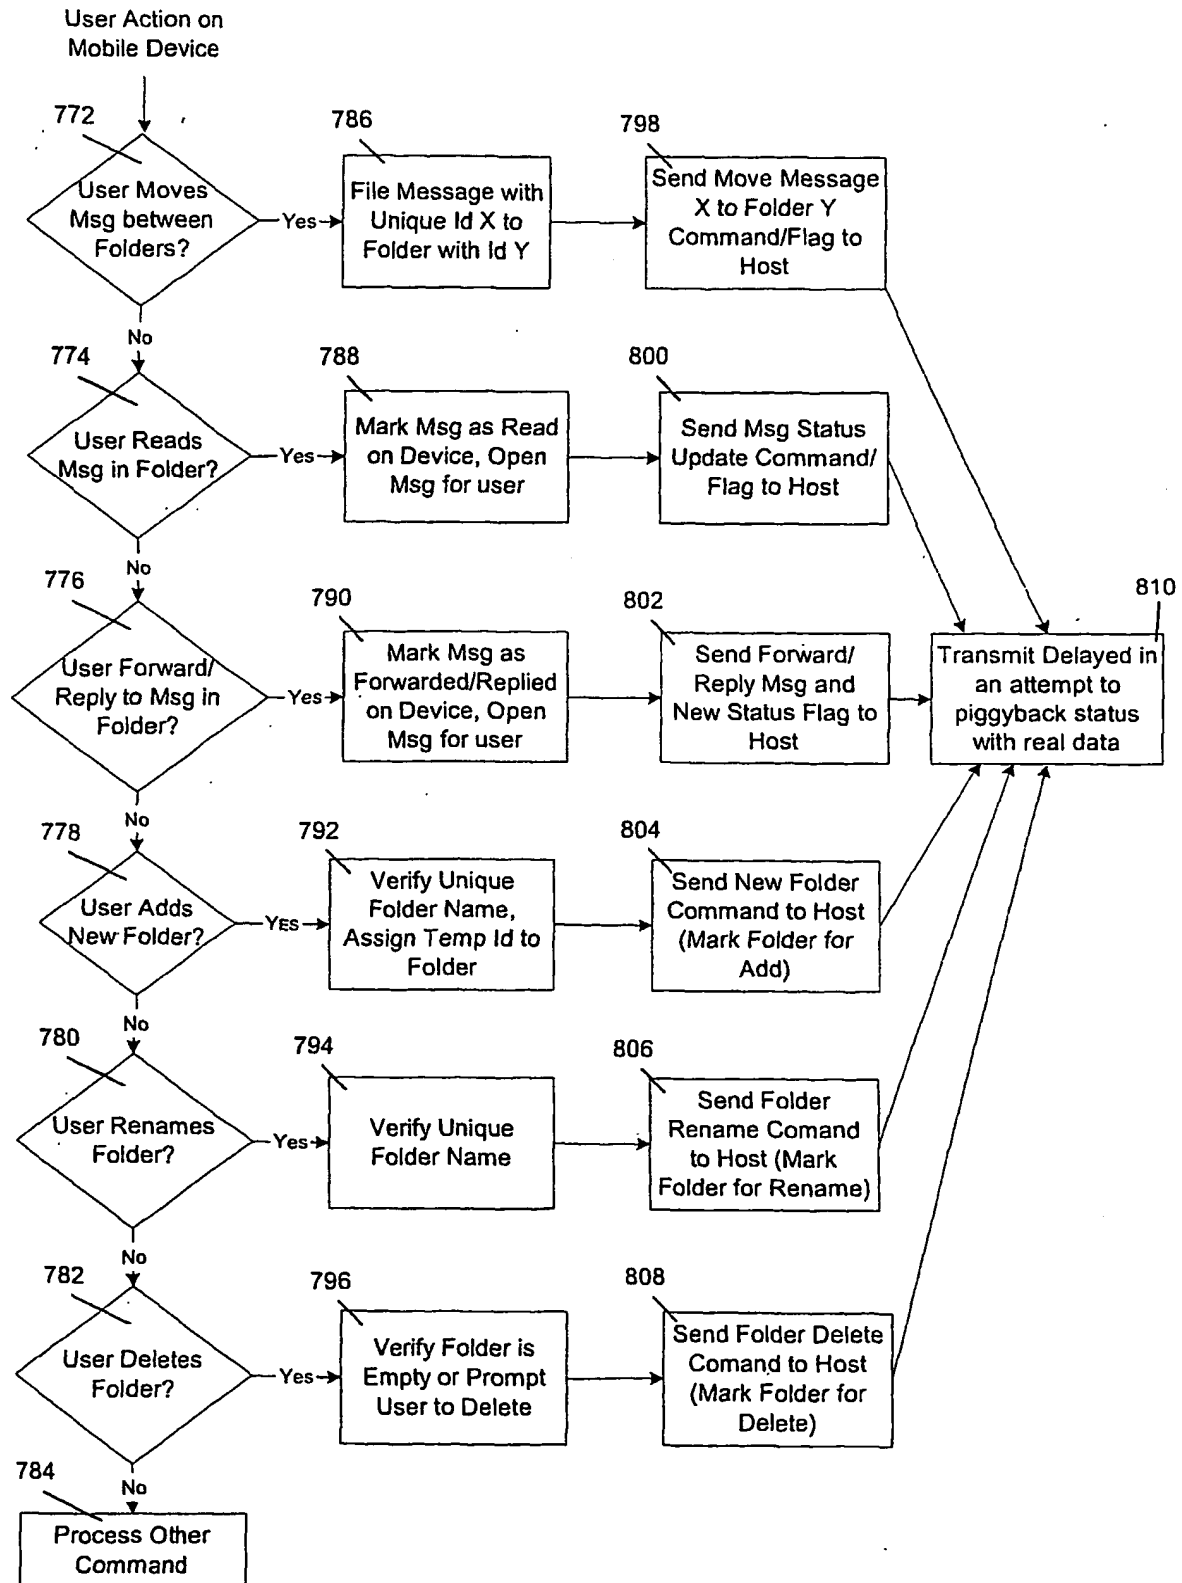 User Action on
Mobile Device
772
User Moves
Msg between
Folders?
Yes
786
File Message with
Unique Id X to
Folder with Id Y
798
Send Move Message
X to Folder Y
Command/Flag to
Host
No
774
User Reads
Msg in Folder?
Yes
788
Mark Msg as Read
on Device, Open
Msg for user
800
Send Msg Status
Update Command/
Flag to Host
No
776
User Forward/
Reply to Msg in
Folder?
Yes
790
Mark Msg as
Forwarded/Replied
on Device, Open
Msg for user
802
Send Forward/
Reply Msg and
New Status Flag to
Host
810
Transmit Delayed in
an attempt to
piggyback status
with real data
No
778
User Adds
New Folder?
YES
792
Verify Unique
Folder Name,
Assign Temp Id to
Folder
804
Send New Folder
Command to Host
(Mark Folder for
Add)
No
780
User Renames
Folder?
Yes
794
Verify Unique
Folder Name
806
Send Folder
Rename Comand
to Host (Mark
Folder for Rename)
No
782
User Deletes
Folder?
Yes
796
Verify Folder is
Empty or Prompt
User to Delete
808
Send Folder Delete
Comand to Host
(Mark Folder for
Delete)
No
784
Process Other
Command